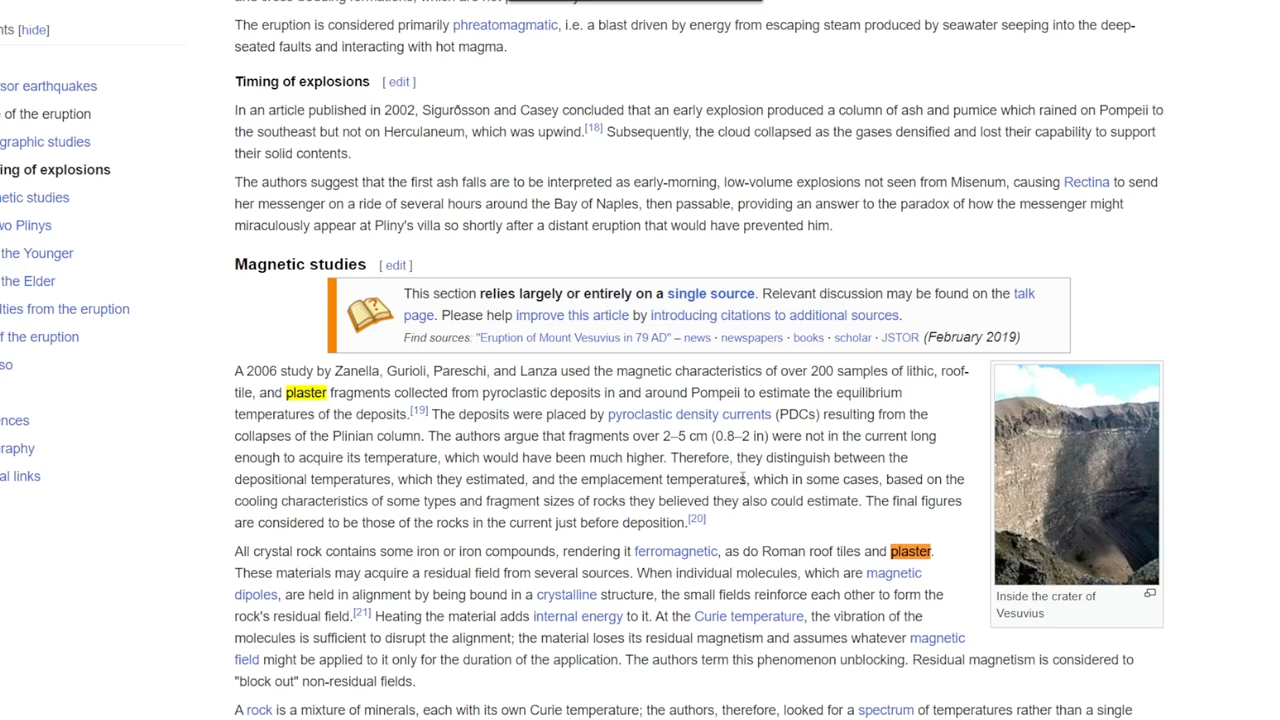 The eruption is considered primarily phreatomagmatic, i.e. a blast driven by energy from escaping steam produced by seawater seeping into the deep-
seated faults and interacting with hot magma.
nts [hide]
sor earthquakes
of the eruption
graphic studies
ing of explosions
netic studies
wo Plinys
the Younger
the Elder
lties from the eruption
of the eruption
so
ences
raphy
al links
Timing of explosions [ edit ]
In an article published in 2002, Sigurðsson and Casey concluded that an early explosion produced a column of ash and pumice which rained on Pompeii to
the southeast but not on Herculaneum, which was upwind.[18] Subsequently, the cloud collapsed as the gases densified and lost their capability to support
their solid contents.
The authors suggest that the first ash falls are to be interpreted as early-morning, low-volume explosions not seen from Misenum, causing Rectina to send
her messenger on a ride of several hours around the Bay of Naples, then passable, providing an answer to the paradox of how the messenger might
miraculously appear at Pliny's villa so shortly after a distant eruption that would have prevented him.
Magnetic studies [ edit ]
This section relies largely or entirely on a single source. Relevant discussion may be found on the talk
page. Please help improve this article by introducing citations to additional sources.
Find sources: "Eruption of Mount Vesuvius in 79 AD" – news · newspapers · books · scholar · JSTOR (February 2019)
A 2006 study by Zanella, Gurioli, Pareschi, and Lanza used the magnetic characteristics of over 200 samples of lithic, roof-
tile, and plaster fragments collected from pyroclastic deposits in and around Pompeii to estimate the equilibrium
temperatures of the deposits.[19] The deposits were placed by pyroclastic density currents (PDCs) resulting from the
collapses of the Plinian column. The authors argue that fragments over 2–5 cm (0.8–2 in) were not in the current long
enough to acquire its temperature, which would have been much higher. Therefore, they distinguish between the
depositional temperatures, which they estimated, and the emplacement temperatures, which in some cases, based on the
cooling characteristics of some types and fragment sizes of rocks they believed they also could estimate. The final figures
are considered to be those of the rocks in the current just before deposition.[20]
All crystal rock contains some iron or iron compounds, rendering it ferromagnetic, as do Roman roof tiles and plaster.
These materials may acquire a residual field from several sources. When individual molecules, which are magnetic
dipoles, are held in alignment by being bound in a crystalline structure, the small fields reinforce each other to form the
rock's residual field.[21] Heating the material adds internal energy to it. At the Curie temperature, the vibration of the
molecules is sufficient to disrupt the alignment; the material loses its residual magnetism and assumes whatever magnetic
field might be applied to it only for the duration of the application. The authors term this phenomenon unblocking. Residual magnetism is considered to
"block out" non-residual fields.
A rock is a mixture of minerals, each with its own Curie temperature; the authors, therefore, looked for a spectrum of temperatures rather than a single
Inside the crater of
Vesuvius